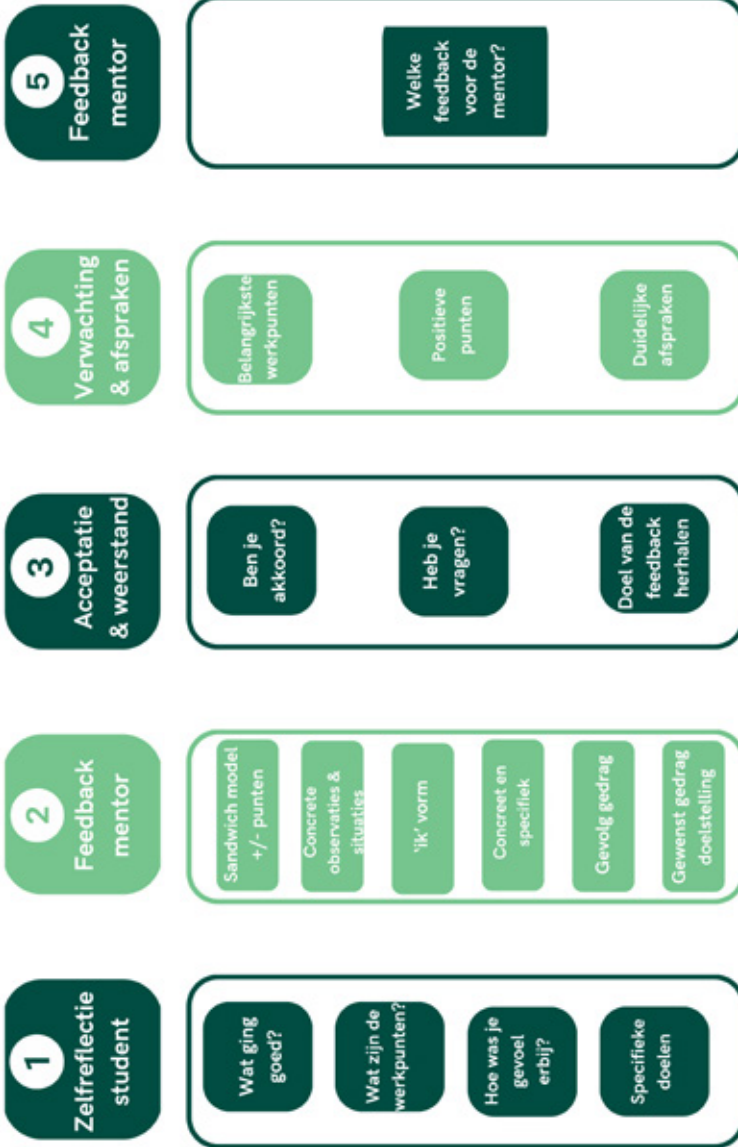 1
Zelfreflectie
student
Wat ging
goed?
Wat zijn de
werkpunten?
Hoe was je
gevoel
erbij?
Specifieke
doelen
2
Feedback
mentor
Sandwich model
+/- punten
Concrete
observaties &
situaties
'ik' vorm
Concreet en
specifiek
Gevolg gedrag
Gewenst gedrag
doelstelling
3
Acceptatie
& weerstand
Ben je
akkoord?
Heb je
vragen?
Doel van de
feedback
herhalen
4
Verwachting
& afspraken
Belangrijkste
werkpunten
Positieve
punten
Duidelijke
afspraken
5
Feedback
mentor
Welke
feedback
voor de
mentor?